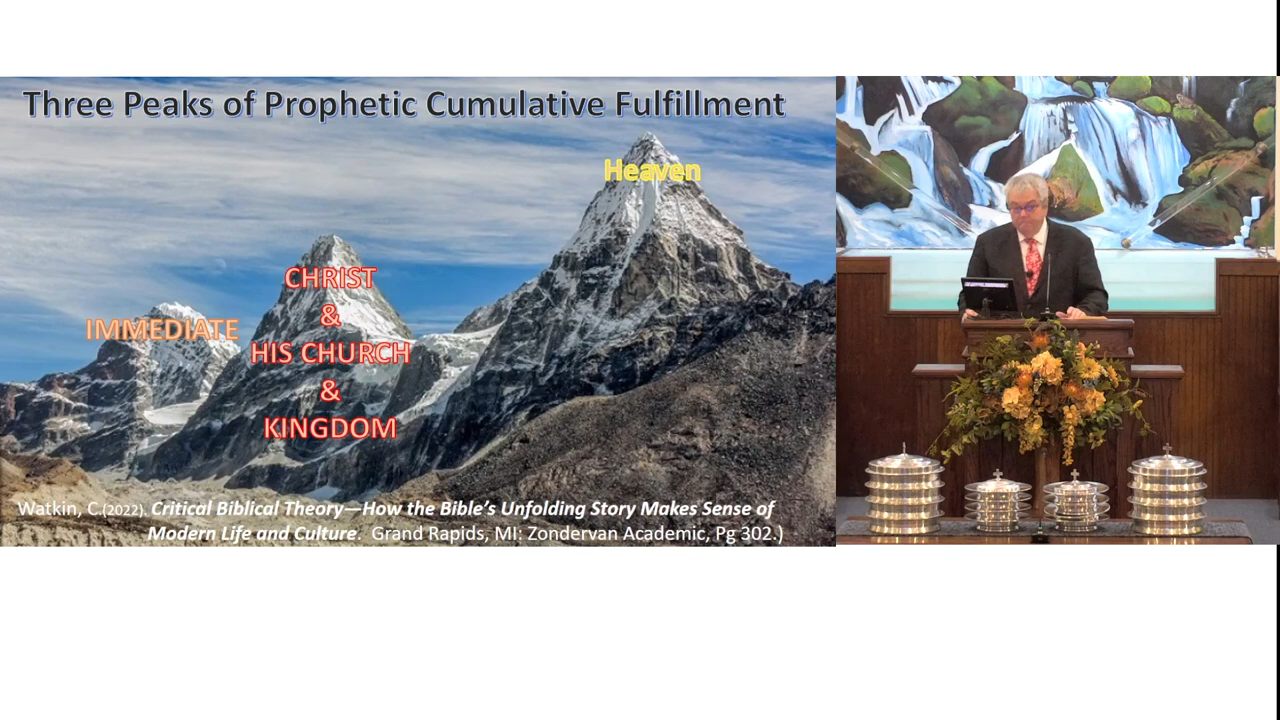 Three Peaks of Prophetic Cumulative Fulfillment
Heaven
IMMEDIATE
CHRIST
&
HIS CHURCH
&
KINGDOM
Watkin, C.(2022). Critical Biblical Theory—How the Bible's Unfolding Story Makes Sense of
Modern Life and Culture. Grand Rapids, MI: Zondervan Academic, Pg 302.)